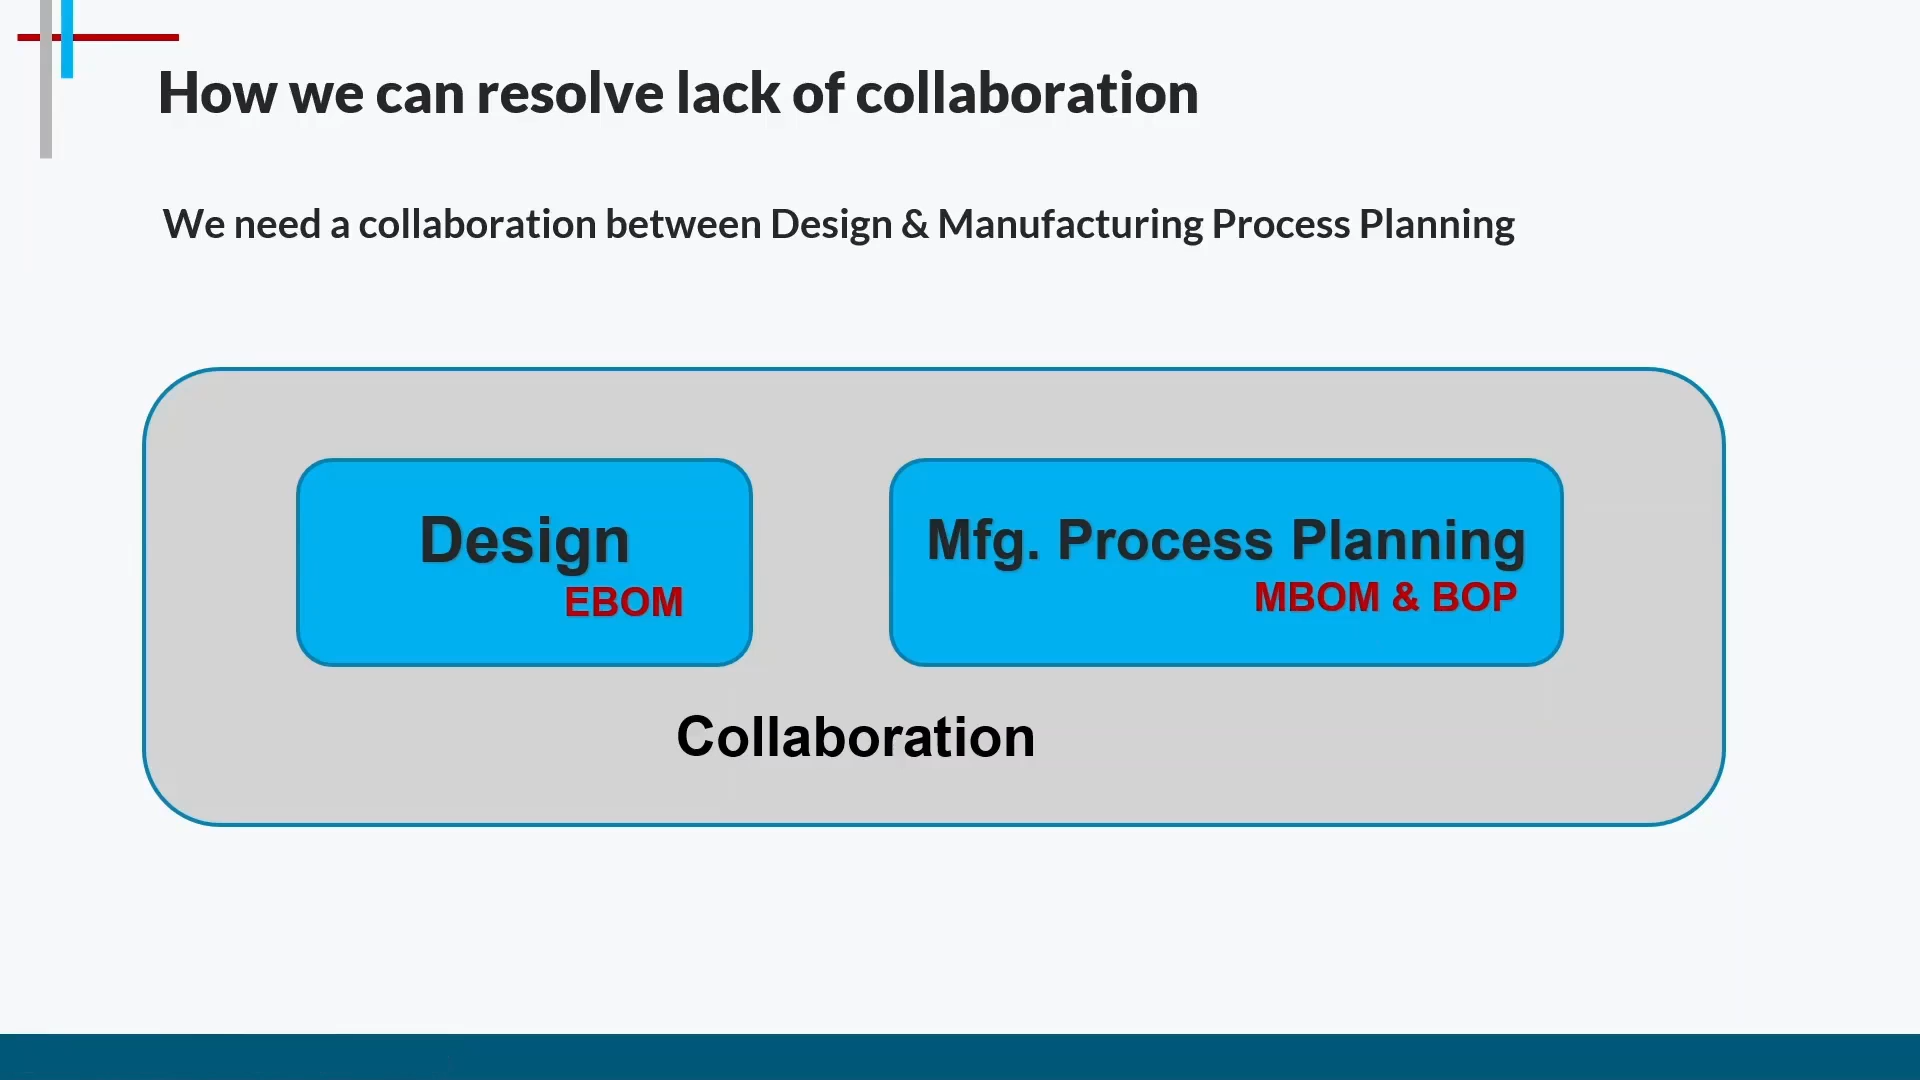 How we can resolve lack of collaboration
We need a collaboration between Design & Manufacturing Process Planning
Design
EBOM
Mfg. Process Planning
MBOM & BOP
Collaboration